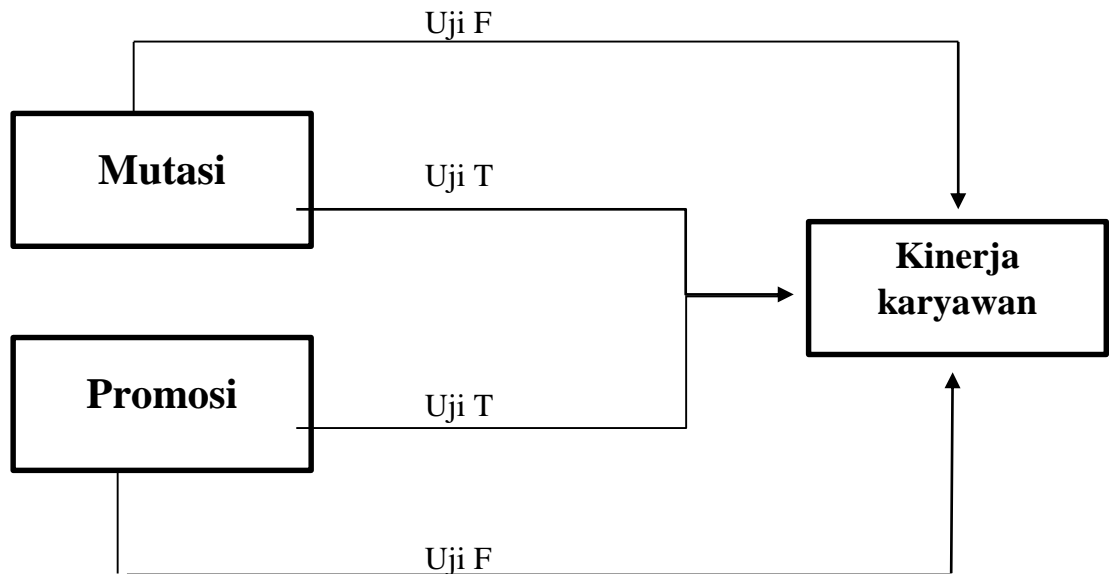 Uji F
Mutasi
Uji T
Kinerja
karyawan
Promosi
Uji T
Uji F